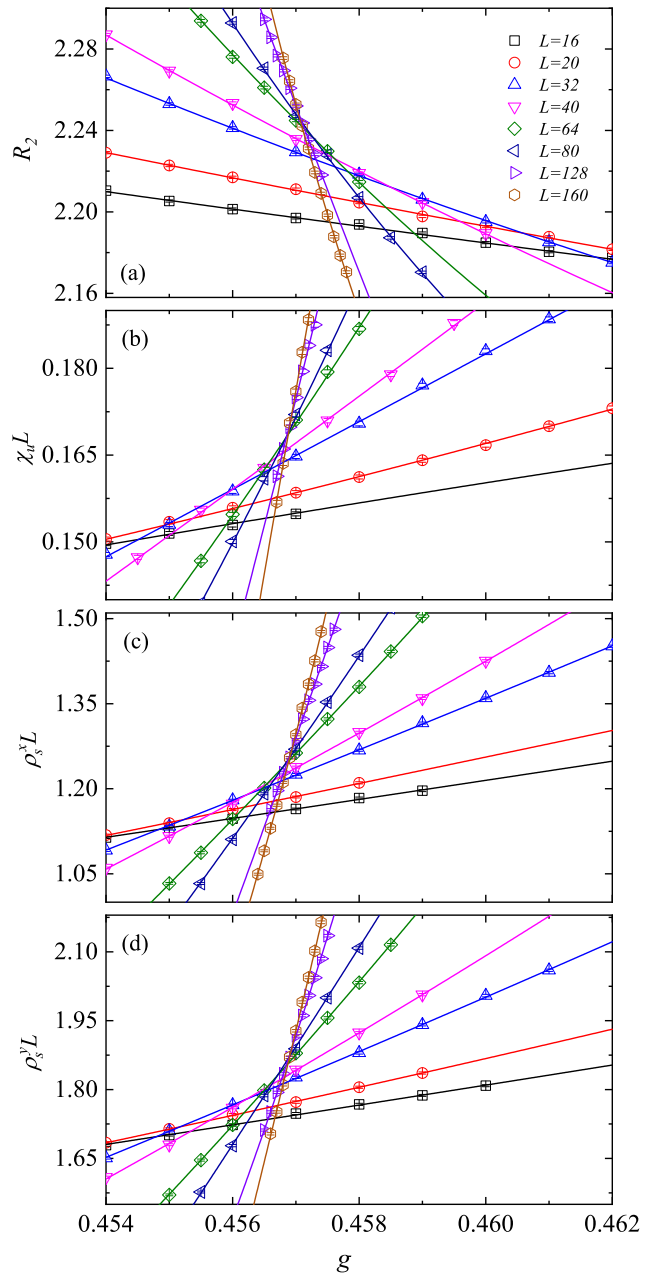 2.28
2.24
2.20
2.16
R₂
(a)
L=16
L=20
L=32
L=40
L=64
L=80
L=128
L=160
0.180
0.165
0.150
χᵤL
(b)
1.50
1.35
1.20
1.05
ρₛˣL
(c)
2.10
1.95
1.80
1.65
ρₛʸL
(d)
0.454 0.456 0.458 0.460 0.462
g